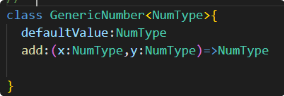 class GenericNumber<NumType>{
defaultValue:NumType
add:(x:NumType,y:NumType)=>NumType
}